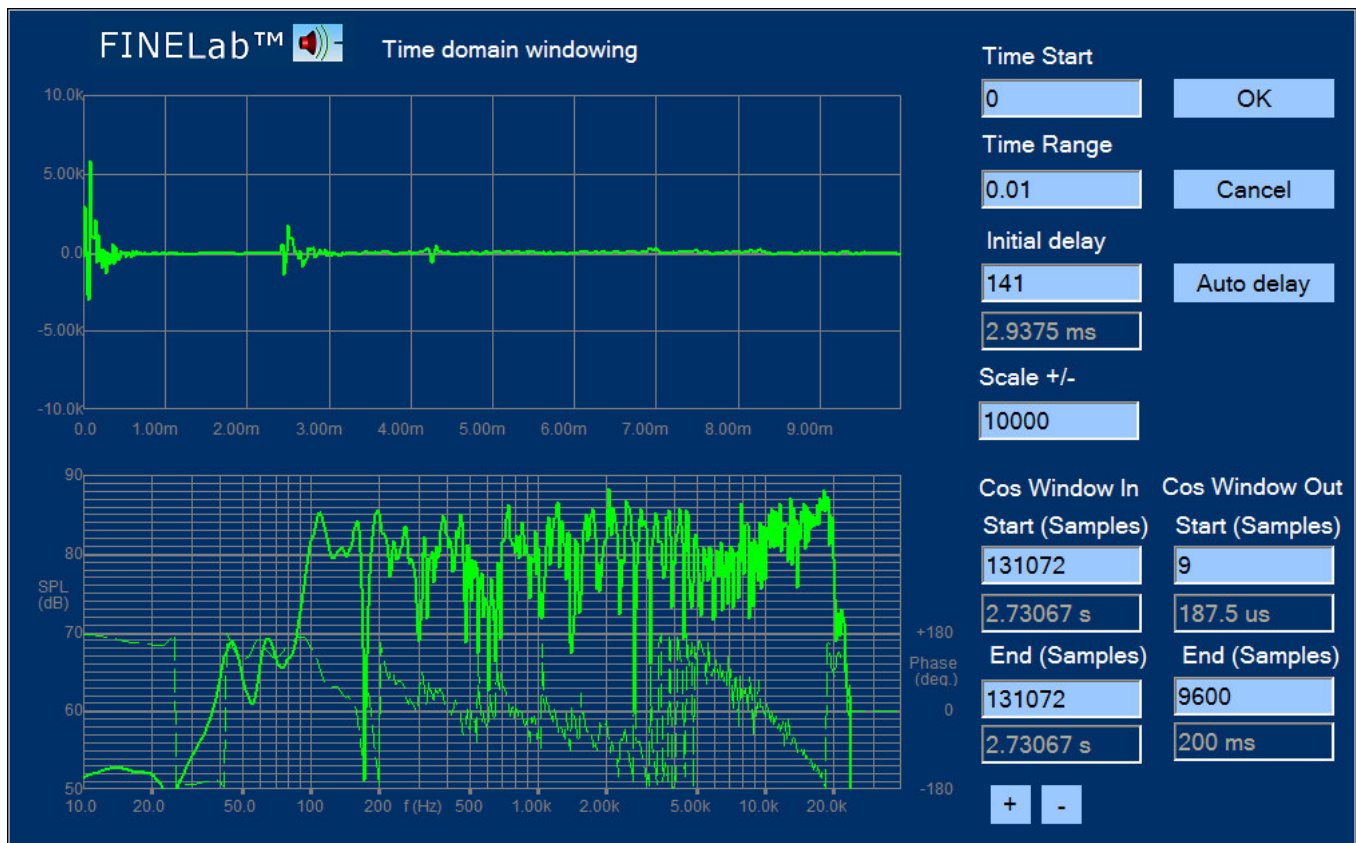 FINELab™
Time domain windowing
10.0k
5.00k
0.0
-5.00k
-10.0k
0.0 1.00m 2.00m 3.00m 4.00m 5.00m 6.00m 7.00m 8.00m 9.00m
90
80
SPL
(dB)
70
60
50
+180
Phase
(deg.)
0
-180
10.0 20.0 50.0 100 200 f (Hz) 500 1.00k 2.00k 5.00k 10.0k 20.0k
Time Start
0
OK
Time Range
0.01
Cancel
Initial delay
141
Auto delay
2.9375 ms
Scale +/-
10000
Cos Window In
Start (Samples)
131072
2.73067 s
End (Samples)
131072
2.73067 s
Cos Window Out
Start (Samples)
9
187.5 us
End (Samples)
9600
200 ms
+ -